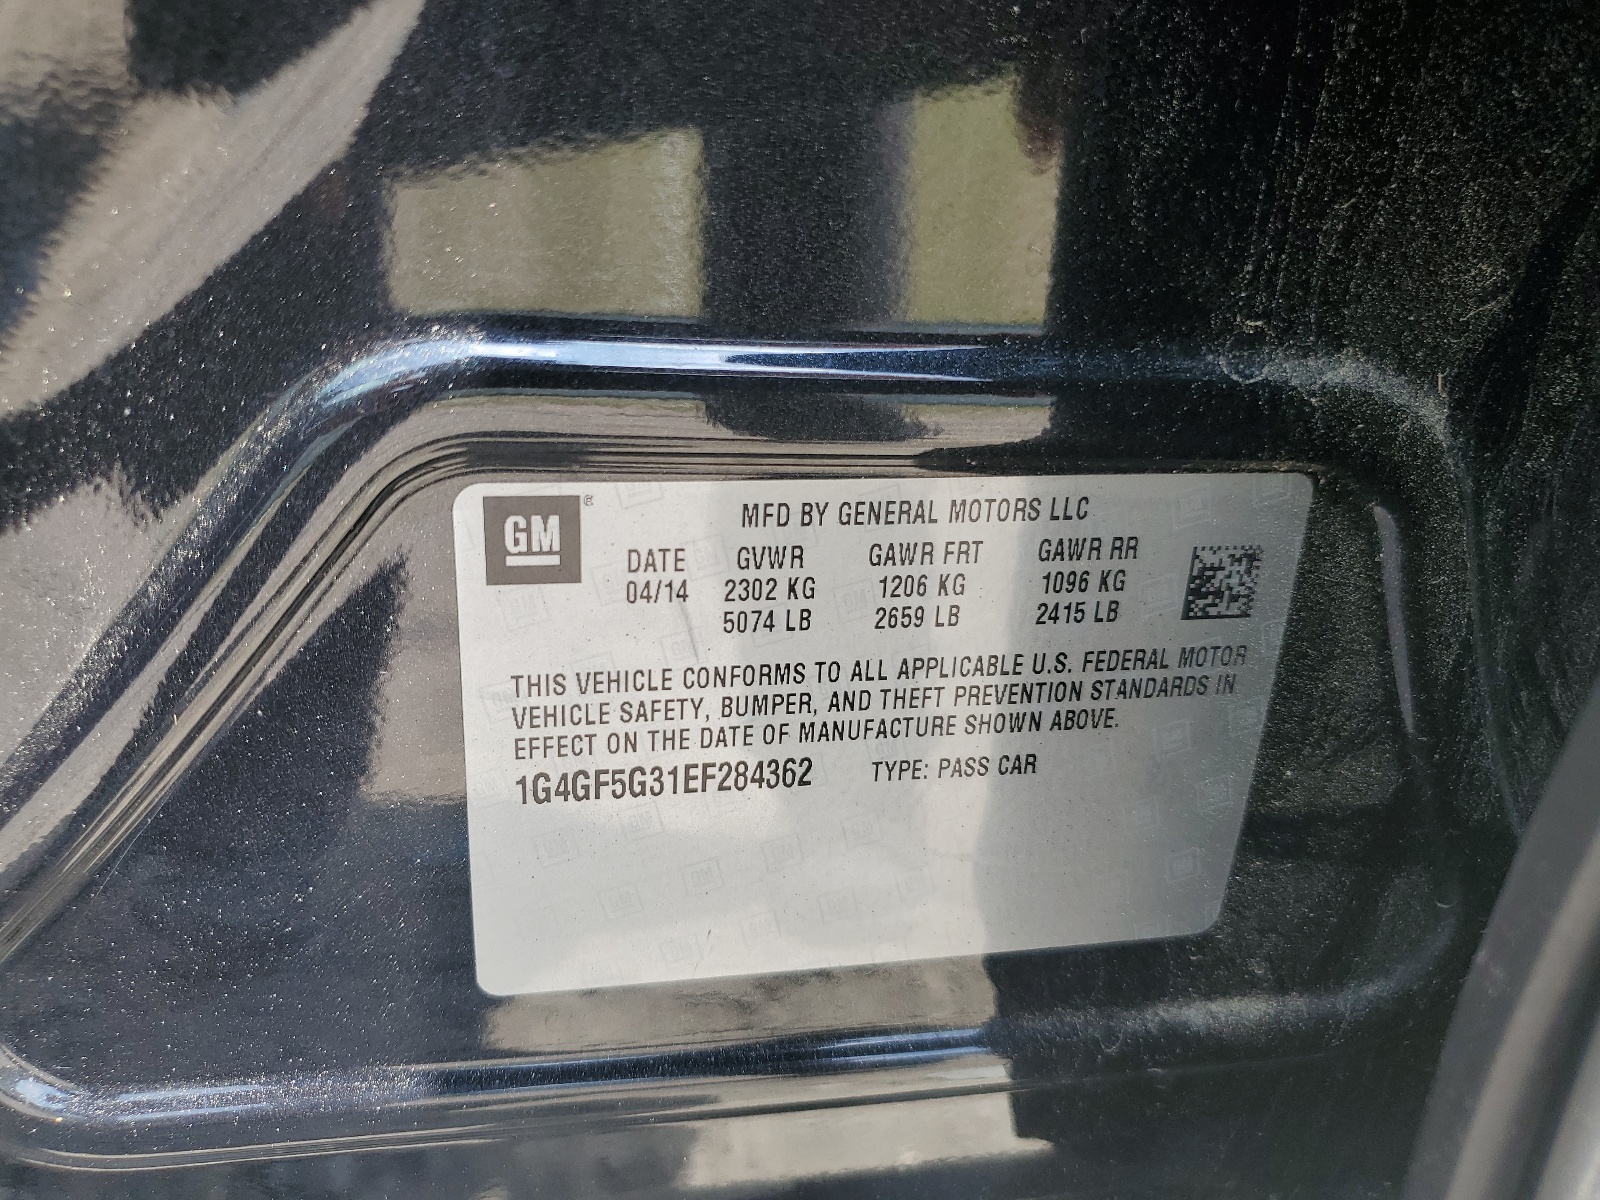 GM ®
MFD BY GENERAL MOTORS LLC
DATE GVWR GAWR FRT GAWR RR
04/14 2302 KG 1206 KG 1096 KG
5074 LB 2659 LB 2415 LB
THIS VEHICLE CONFORMS TO ALL APPLICABLE U.S. FEDERAL MOTOR
VEHICLE SAFETY, BUMPER, AND THEFT PREVENTION STANDARDS IN
EFFECT ON THE DATE OF MANUFACTURE SHOWN ABOVE.
1G4GF5G31EF284362 TYPE: PASS CAR